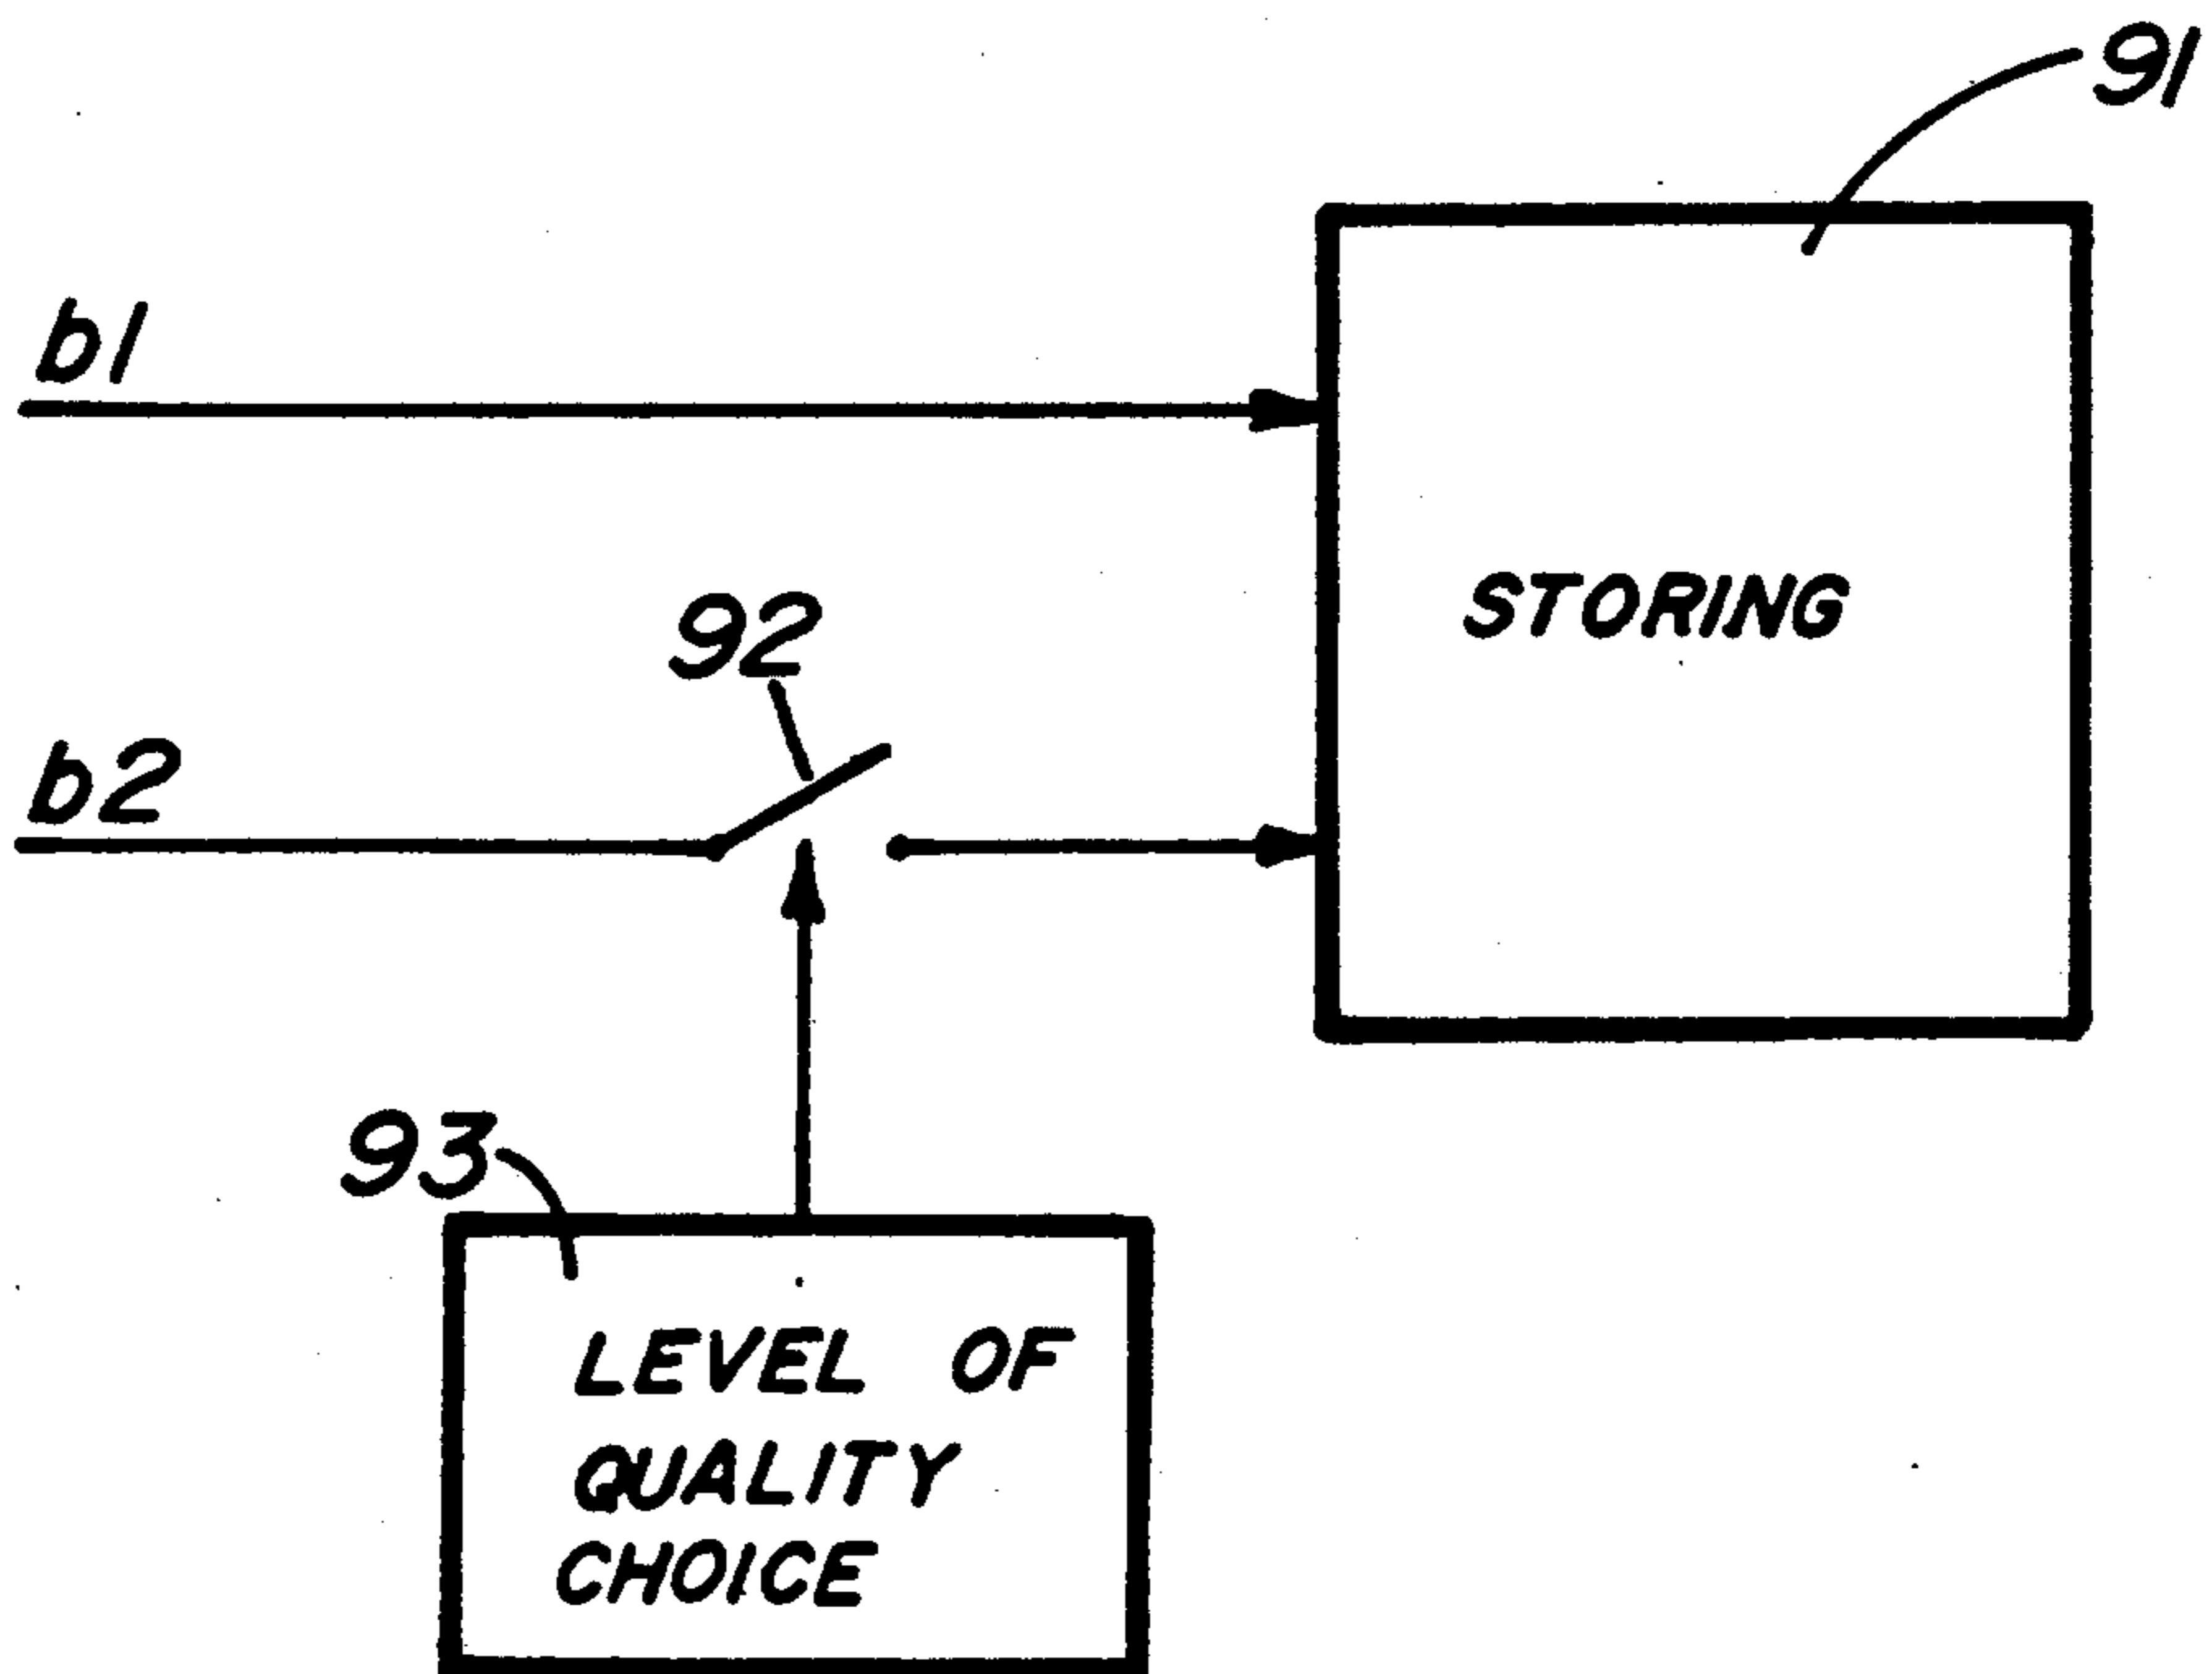 91
b1
STORING
92
b2
93
LEVEL OF
QUALITY
CHOICE